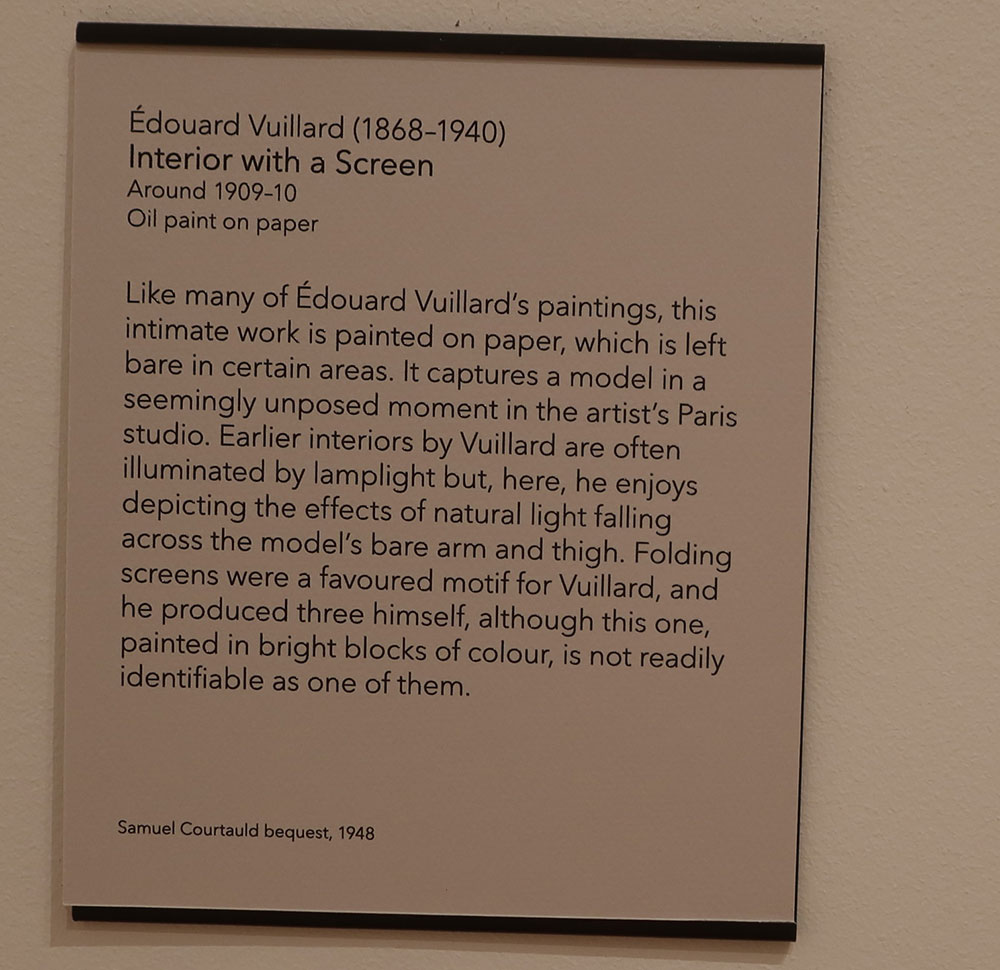 Édouard Vuillard (1868–1940)
Interior with a Screen
Around 1909–10
Oil paint on paper
Like many of Édouard Vuillard’s paintings, this
intimate work is painted on paper, which is left
bare in certain areas. It captures a model in a
seemingly unposed moment in the artist’s Paris
studio. Earlier interiors by Vuillard are often
illuminated by lamplight but, here, he enjoys
depicting the effects of natural light falling
across the model’s bare arm and thigh. Folding
screens were a favoured motif for Vuillard, and
he produced three himself, although this one,
painted in bright blocks of colour, is not readily
identifiable as one of them.
Samuel Courtauld bequest, 1948